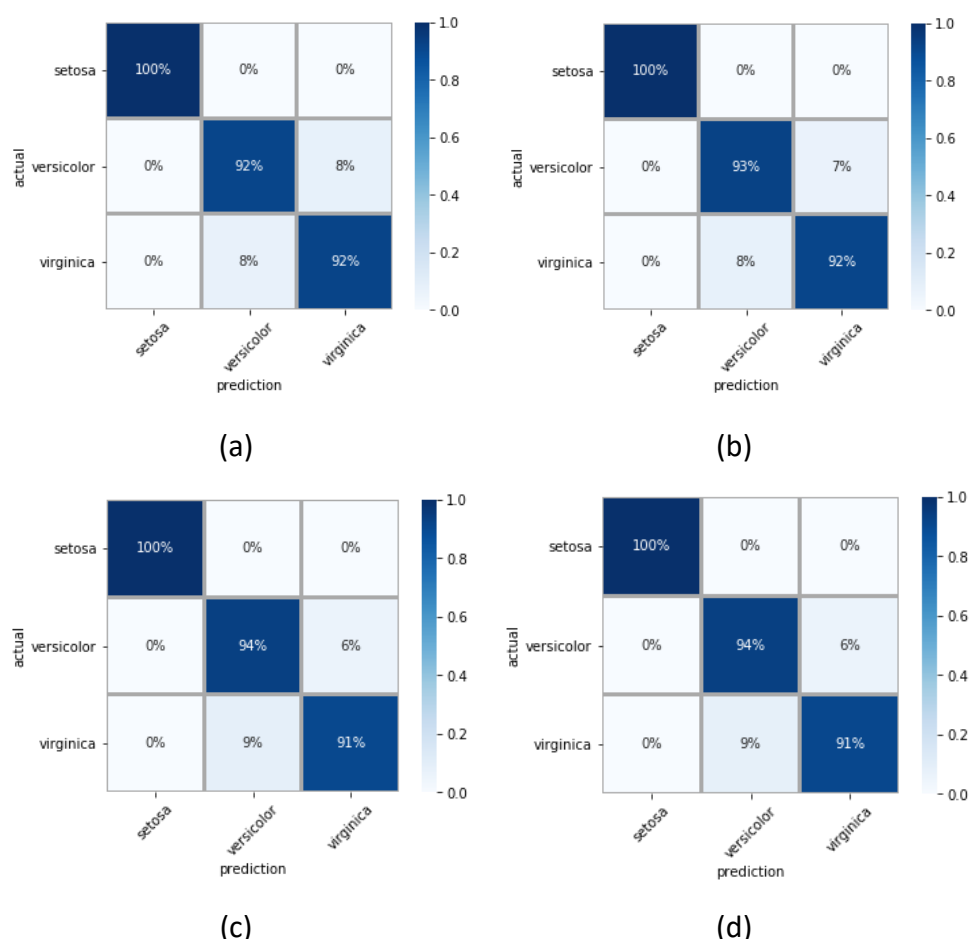 1.0
setosa 100% 0% 0%
0.8
0.6
actual
versicolor 0% 92% 8%
0.4
0.2
virginica 0% 8% 92%
0.0
setosa versicolor virginica
prediction
(a)
1.0
setosa 100% 0% 0%
0.8
0.6
actual
versicolor 0% 93% 7%
0.4
0.2
virginica 0% 8% 92%
0.0
setosa versicolor virginica
prediction
(b)
1.0
setosa 100% 0% 0%
0.8
0.6
actual
versicolor 0% 94% 6%
0.4
0.2
virginica 0% 9% 91%
0.0
setosa versicolor virginica
prediction
(c)
1.0
setosa 100% 0% 0%
0.8
0.6
actual
versicolor 0% 94% 6%
0.4
0.2
virginica 0% 9% 91%
0.0
setosa versicolor virginica
prediction
(d)